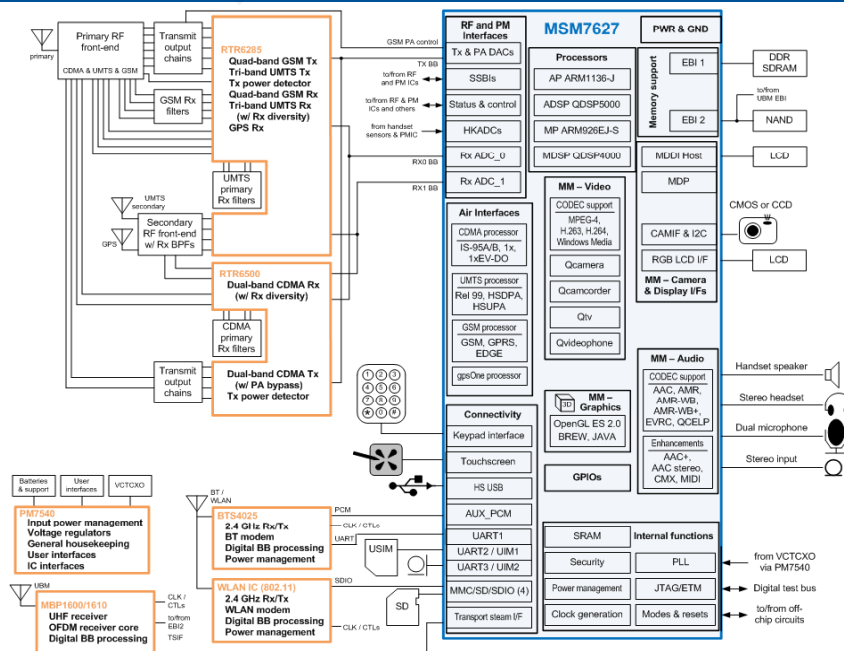 Primary RF
front-end
CDMA & UMTS & GSM
primary
Transmit
output
chains
GSM Rx
filters
RTR6285
Quad-band GSM Tx
Tri-band UMTS Tx
Tx power detector
Quad-band GSM Rx
Tri-band UMTS Rx
(w/ Rx diversity)
GPS Rx
UMTS
primary
Rx filters
UMTS
secondary
GPS
Secondary
RF front-end
w/ Rx BPFs
RTR6500
Dual-band CDMA Rx
(w/ Rx diversity)
CDMA
primary
Rx filters
Transmit
output
chains
Dual-band CDMA Tx
(w/ PA bypass)
Tx power detector
Batteries
& support
User
interfaces
VCTCXO
PM7540
Input power management
Voltage regulators
General housekeeping
User interfaces
IC interfaces
UBM
MBP1600/1610
UHF receiver
OFDM receiver core
Digital BB processing
CLK /
CTLs
to/from
EBI2
TSIF
BT /
WLAN
BTS4025
2.4 GHz Rx/Tx
BT modem
Digital BB processing
Power management
PCM
CLK / CTLs
UART
WLAN IC (802.11)
2.4 GHz Rx/Tx
WLAN modem
Digital BB processing
Power management
SDIO
CLK / CTLs
USIM
SD
1 2 3
4 5 6
7 8 9
* 0 #
GSM PA control
TX BB
to/from RF
and PM ICs
to/from RF & PM
ICs and others
from handset
sensors & PMIC
RX0 BB
RX1 BB
MSM7627
RF and PM
Interfaces
Tx & PA DACs
SSBIs
Status & control
HKADCs
Rx ADC_0
Rx ADC_1
Air Interfaces
CDMA processor
IS-95A/B, 1x,
1xEV-DO
UMTS processor
Rel 99, HSDPA,
HSUPA
GSM processor
GSM, GPRS,
EDGE
gpsOne processor
Connectivity
Keypad interface
Touchscreen
HS USB
AUX_PCM
UART1
UART2 / UIM1
UART3 / UIM2
MMC/SD/SDIO (4)
Transport steam I/F
Processors
AP ARM1136-J
ADSP QDSP5000
MP ARM926EJ-S
MDSP QDSP4000
MM – Video
CODEC support
MPEG-4,
H.263, H.264,
Windows Media
Qcamera
Qcamcorder
Qtv
Qvideophone
3D
MM –
Graphics
OpenGL ES 2.0
BREW, JAVA
GPIOs
PWR & GND
Memory support
EBI 1
EBI 2
MDDI Host
MDP
CAMIF & I2C
RGB LCD I/F
MM – Camera
& Display I/Fs
MM – Audio
CODEC support
AAC, AMR,
AMR-WB,
AMR-WB+,
EVRC, QCELP
Enhancements
AAC+,
AAC stereo,
CMX, MIDI
SRAM
Internal functions
Security
PLL
Power management
JTAG/ETM
Clock generation
Modes & resets
DDR
SDRAM
to/from
UBM EBI
NAND
LCD
CMOS or CCD
LCD
Handset speaker
Stereo headset
Dual microphone
Stereo input
from VCTCXO
via PM7540
Digital test bus
to/from off-
chip circuits